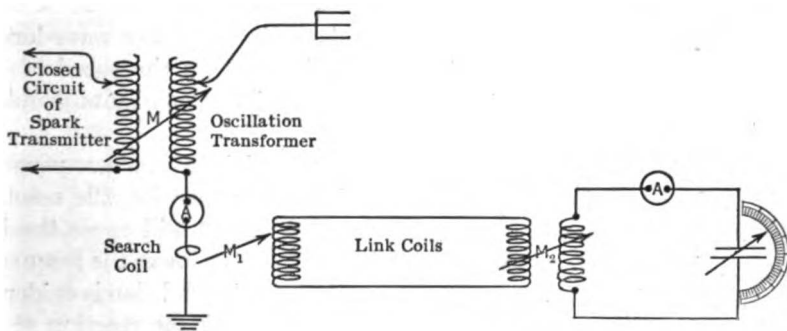 Closed
Circuit
of
Spark
Transmitter
M
Oscillation
Transformer
A
Search
Coil
M₁
Link Coils
M₂
A